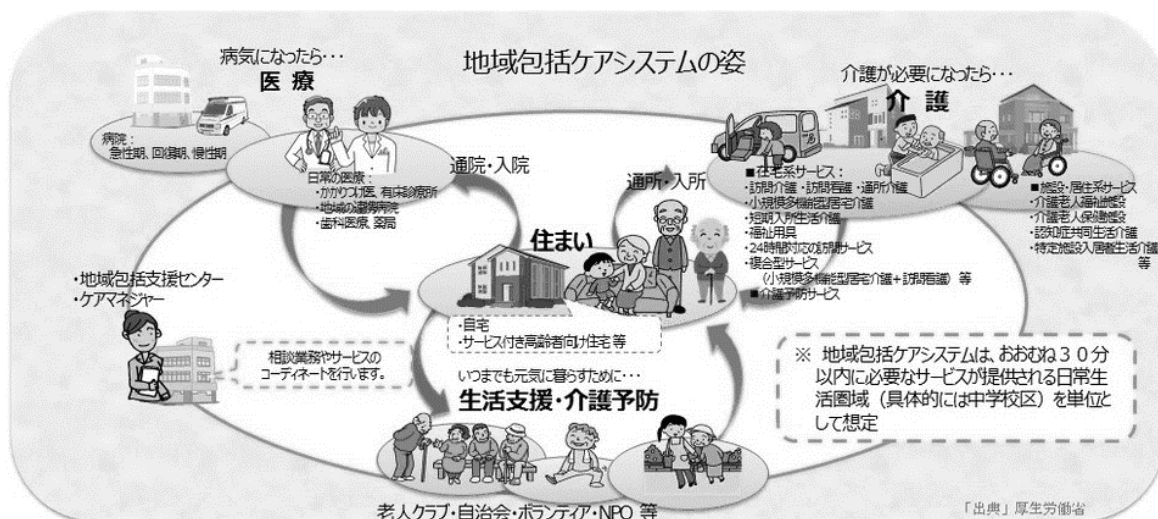 地域包括ケアシステムの姿
病気になったら･･･
医 療
病院：
急性期、回復期、慢性期
日常の医療：
・かかりつけ医、有床診療所
・地域の連携病院
・歯科医療、薬局
通院・入院
通所・入所
介護が必要になったら･･･
介 護
■在宅系サービス：
・訪問介護・訪問看護・通所介護
・小規模多機能型居宅介護
・短期入所生活介護
・福祉用具
・24時間対応の訪問サービス
・複合型サービス
（小規模多機能型居宅介護＋訪問看護）等
■介護予防サービス
■施設・居住系サービス
・介護老人福祉施設
・介護老人保健施設
・認知症共同生活介護
・特定施設入居者生活介護
等
住まい
・自宅
・サービス付き高齢者向け住宅 等
・地域包括支援センター
・ケアマネジャー
相談業務やサービスの
コーディネートを行います。
いつまでも元気に暮らすために･･･
生活支援・介護予防
老人クラブ・自治会・ボランティア・NPO 等
※ 地域包括ケアシステムは、おおむね３０分
以内に必要なサービスが提供される日常生
活圏域（具体的には中学校区）を単位と
して想定
「出典」厚生労働省